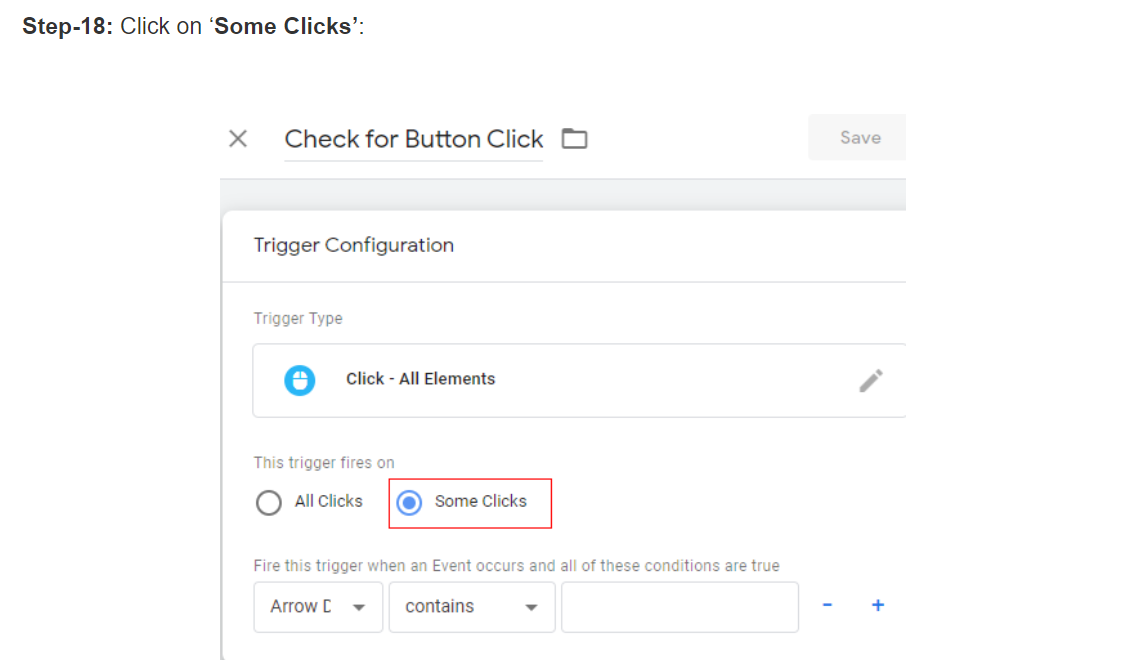 Step-18: Click on ‘Some Clicks’:
Check for Button Click
Save
Trigger Configuration
Trigger Type
Click - All Elements
This trigger fires on
All Clicks
Some Clicks
Fire this trigger when an Event occurs and all of these conditions are true
Arrow D contains - +